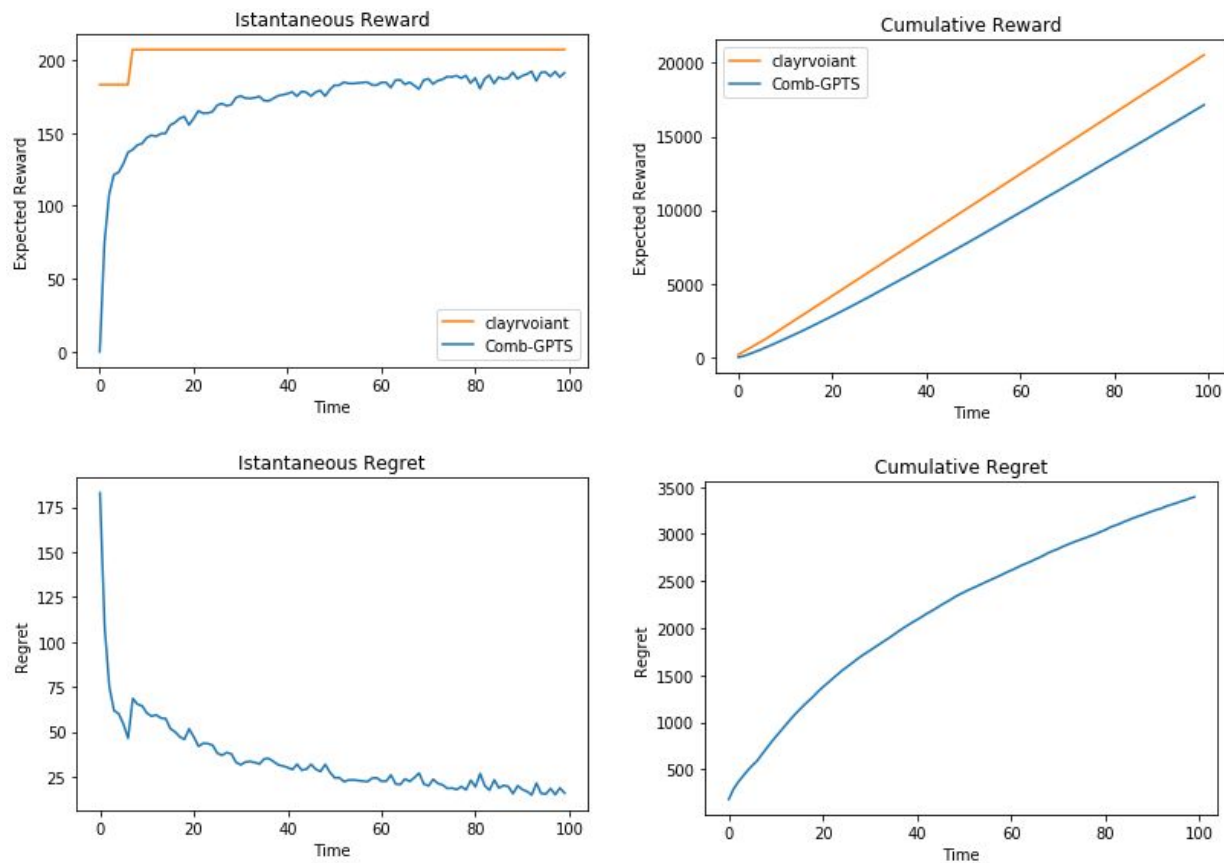 Istantaneous Reward
Expected Reward
200
150
100
50
0
clayrvoiant
Comb-GPTS
0 20 40 60 80 100
Time
Cumulative Reward
Expected Reward
20000
15000
10000
5000
0
clayrvoiant
Comb-GPTS
0 20 40 60 80 100
Time
Istantaneous Regret
Regret
175
150
125
100
75
50
25
0 20 40 60 80 100
Time
Cumulative Regret
Regret
3500
3000
2500
2000
1500
1000
500
0 20 40 60 80 100
Time